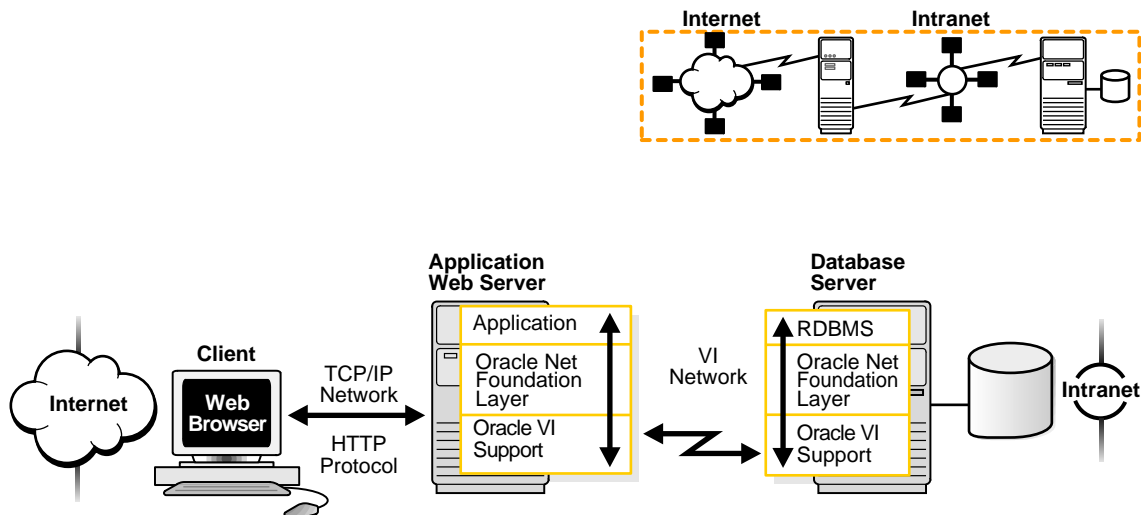 Internet
Intranet
Application
Web Server
Database
Server
Application
Oracle Net
Foundation
Layer
Oracle VI
Support
RDBMS
Oracle Net
Foundation
Layer
Oracle VI
Support
Client
Web
Browser
Internet
TCP/IP
Network
HTTP
Protocol
VI
Network
Intranet